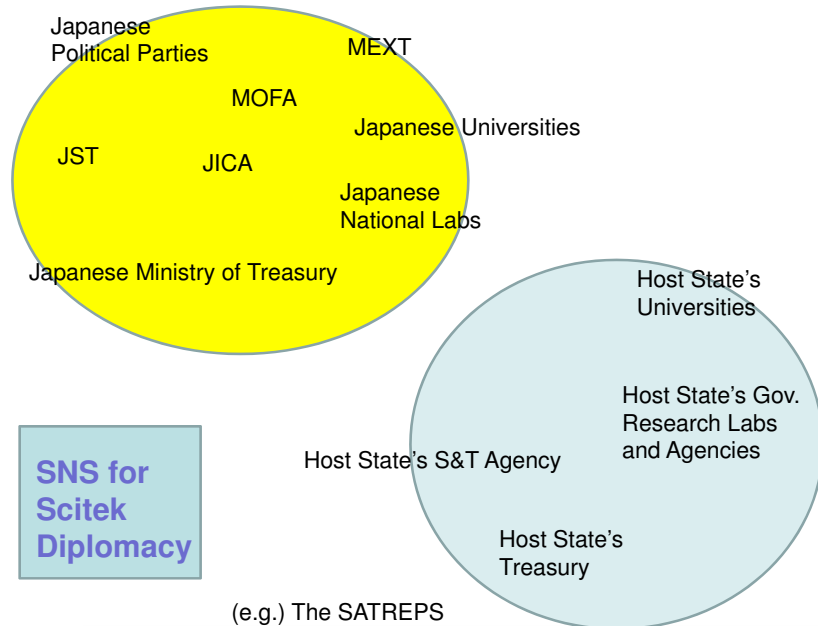 Japanese
Political Parties
MEXT
MOFA
Japanese Universities
JST
JICA
Japanese
National Labs
Japanese Ministry of Treasury
Host State’s
Universities
Host State’s Gov.
Research Labs
and Agencies
Host State’s S&T Agency
SNS for
Scitek
Diplomacy
Host State’s
Treasury
(e.g.) The SATREPS